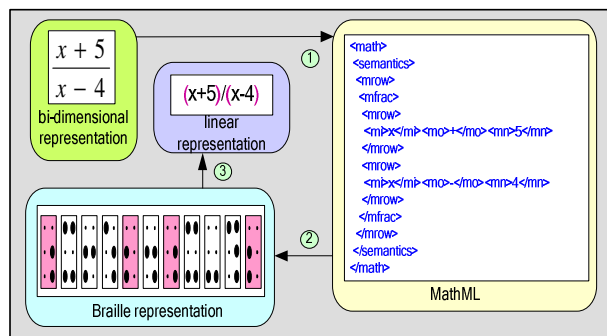 x + 5
x − 4
bi-dimensional
representation
1
(x+5)/(x-4)
linear
representation
3
<math>
<semantics>
<mrow>
<mfrac>
<mrow>
<mi>x</mi><mo>+</mo><mn>5</mn>
</mrow>
<mrow>
<mi>x</mi><mo>-</mo><mn>4</mn>
</mrow>
</mfrac>
</mrow>
</semantics>
</math>
MathML
2
Braille representation